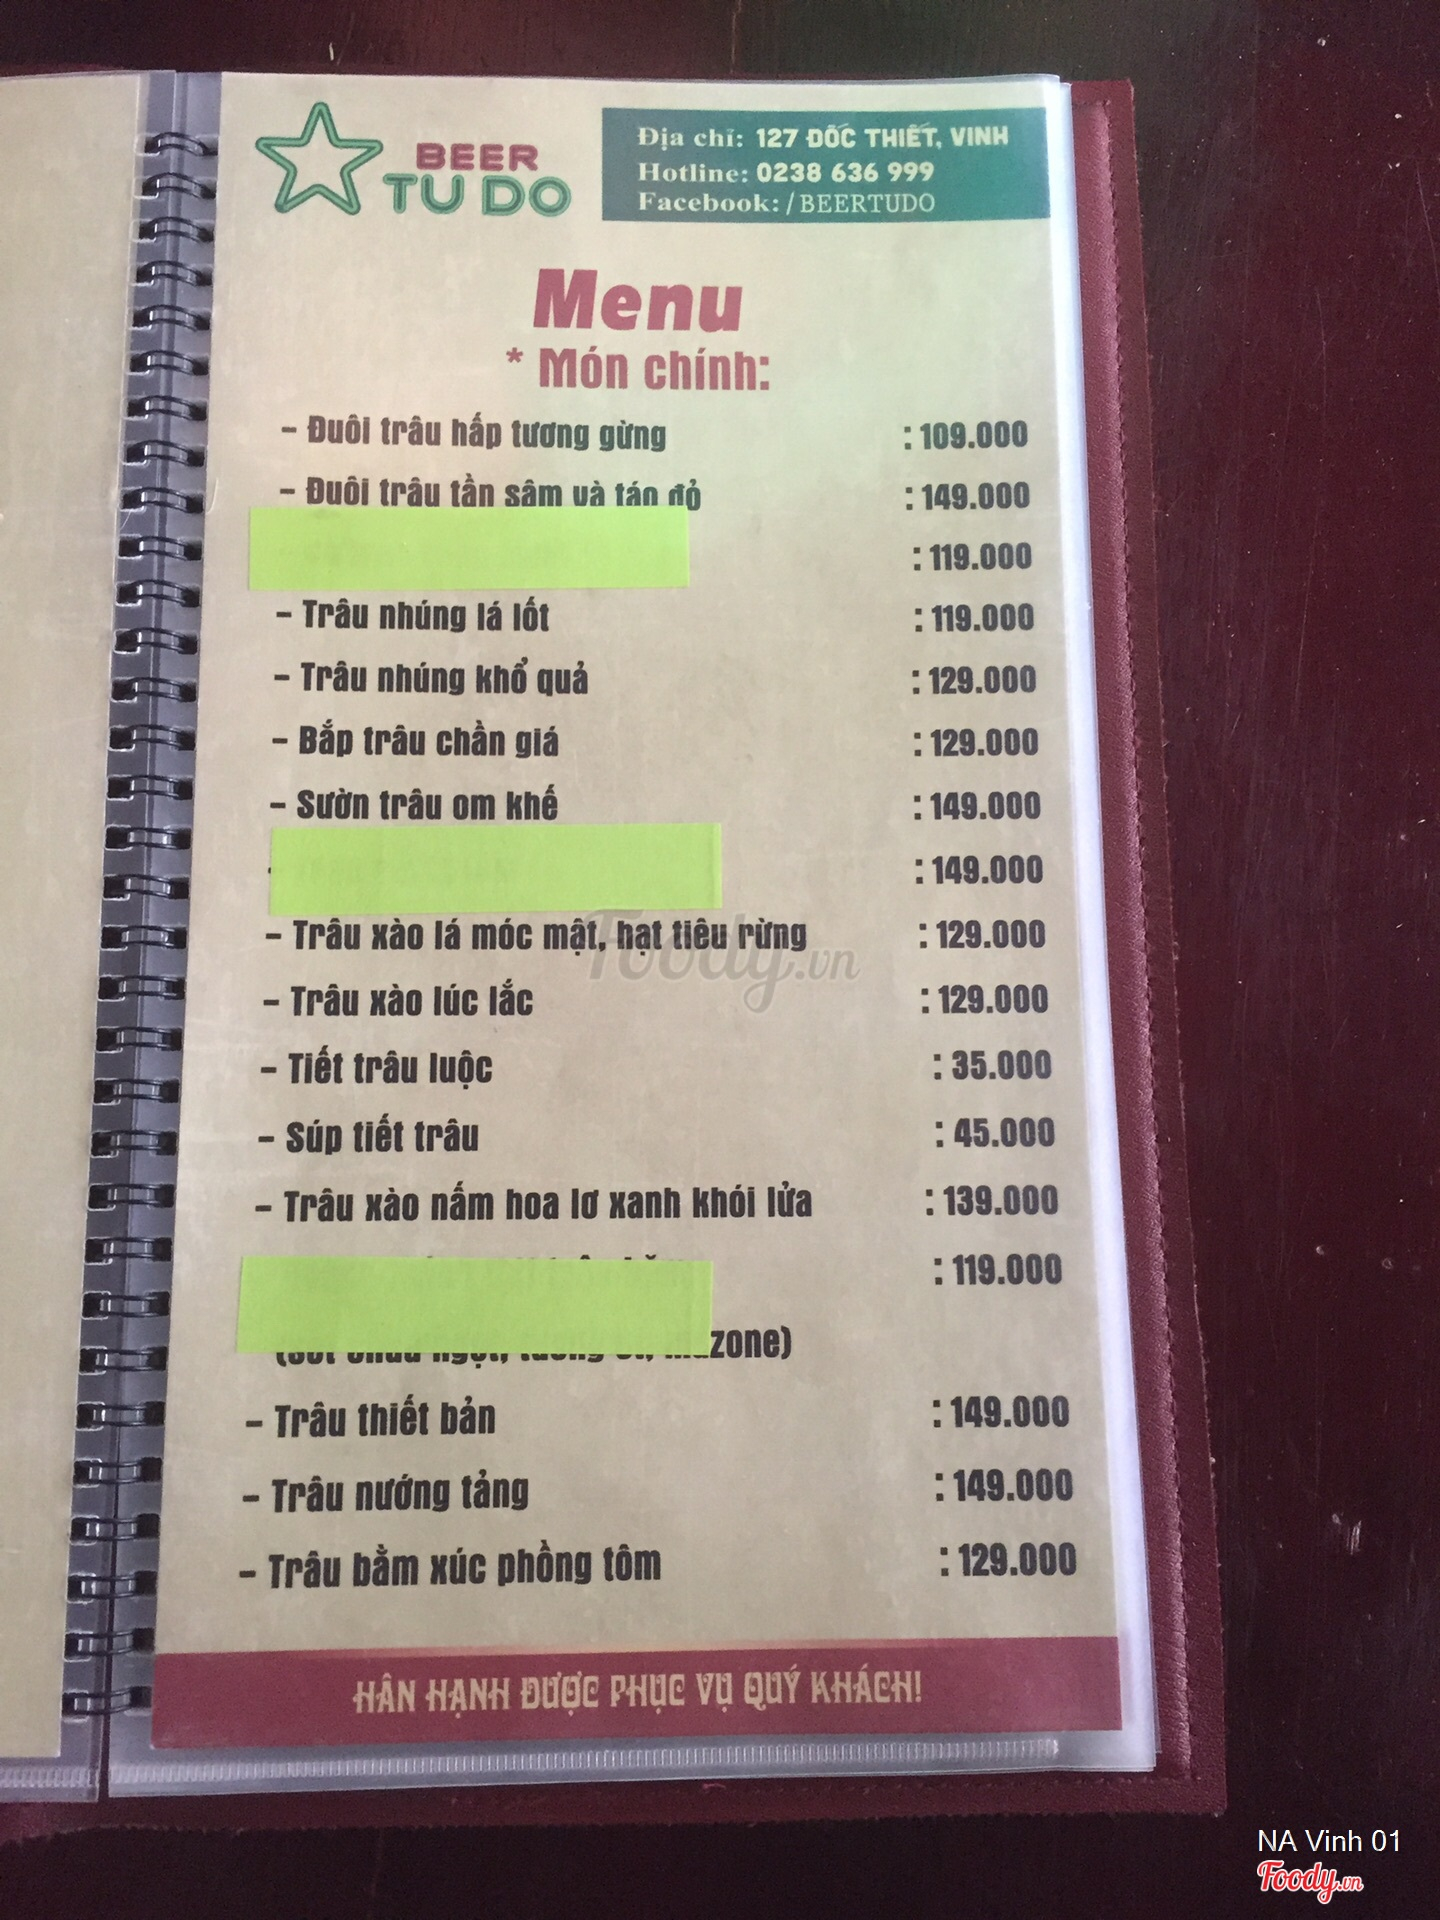 BEER
TU DO
Địa chỉ: 127 DỐC THIẾT, VINH
Hotline: 0238 636 999
Facebook: /BEERTUDO
Menu
* Món chính:
- Đuôi trâu hấp tương gừng : 109.000
- Đuôi trâu tần sâm và táo đỏ : 149.000
: 119.000
- Trâu nhúng lá lốt : 119.000
- Trâu nhúng khổ quả : 129.000
- Bắp trâu chần giá : 129.000
- Sườn trâu om khế : 149.000
: 149.000
- Trâu xào lá móc mật, hạt tiêu rừng : 129.000
- Trâu xào lúc lắc : 129.000
- Tiết trâu luộc : 35.000
- Súp tiết trâu : 45.000
- Trâu xào nấm hoa lơ xanh khói lửa : 139.000
: 119.000
- Trâu thiết bản : 149.000
- Trâu nướng tảng : 149.000
- Trâu bằm xúc phồng tôm : 129.000
HÂN HẠNH ĐƯỢC PHỤC VỤ QUÝ KHÁCH!
Foody.vn
NA Vinh 01
Foody.vn